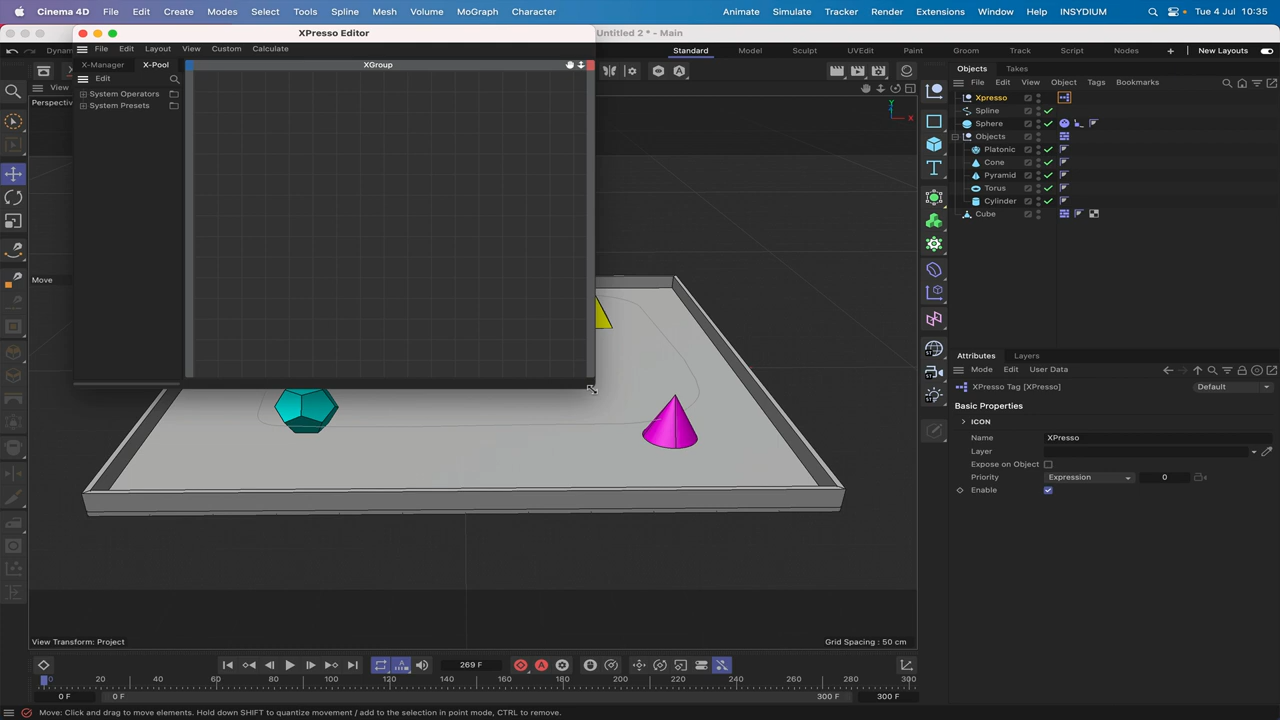 Cinema 4D File Edit Create Modes Select Tools Spline Mesh Volume MoGraph Character Animate Simulate Tracker Render Extensions Window Help INSYDIUM Tue 4 Jul 10:35
XPresso Editor
Untitled 2 * - Main
File Edit Layout View Custom Calculate
Standard Model Sculpt UVEdit Paint Groom Track Script Nodes + New Layouts
X-Manager X-Pool
XGroup
Edit
System Operators
System Presets
View
Perspectiv
Move
Y
X
Objects Takes
File Edit View Object Tags Bookmarks
Xpresso
Spline
Sphere
Objects
Platonic
Cone
Pyramid
Torus
Cylinder
Cube
Attributes Layers
Mode Edit User Data
XPresso Tag [XPresso] Default
Basic Properties
ICON
Name XPresso
Layer
Expose on Object
Priority Expression 0
Enable
View Transform: Project
Grid Spacing : 50 cm
269 F
0 20 40 60 80 100 120 140 160 180 200 220 240 260 280 300
0 F 0 F 300 F 300 F
Move: Click and drag to move elements. Hold down SHIFT to quantize movement / add to the selection in point mode, CTRL to remove.